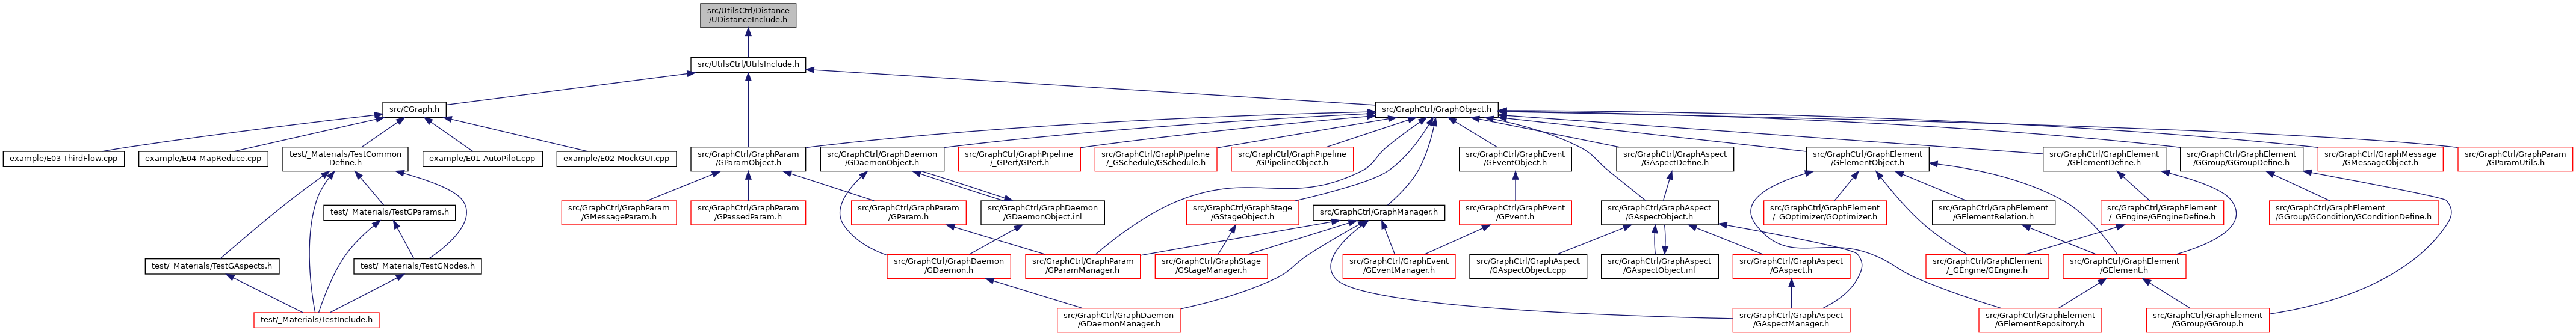 src/UtilsCtrl/Distance
/UDistanceInclude.h
src/UtilsCtrl/UtilsInclude.h
src/CGraph.h
src/GraphCtrl/GraphObject.h
example/E03-ThirdFlow.cpp
example/E04-MapReduce.cpp
test/_Materials/TestCommon
Define.h
example/E01-AutoPilot.cpp
example/E02-MockGUI.cpp
src/GraphCtrl/GraphParam
/GParamObject.h
src/GraphCtrl/GraphDaemon
/GDaemonObject.h
src/GraphCtrl/GraphPipeline
/_GPerf/GPerf.h
src/GraphCtrl/GraphPipeline
/_GSchedule/GSchedule.h
src/GraphCtrl/GraphPipeline
/GPipelineObject.h
src/GraphCtrl/GraphEvent
/GEventObject.h
src/GraphCtrl/GraphAspect
/GAspectDefine.h
src/GraphCtrl/GraphElement
/GElementObject.h
src/GraphCtrl/GraphElement
/GElementDefine.h
src/GraphCtrl/GraphElement
/GGroup/GGroupDefine.h
src/GraphCtrl/GraphMessage
/GMessageObject.h
src/GraphCtrl/GraphParam
/GParamUtils.h
test/_Materials/TestGParams.h
src/GraphCtrl/GraphParam
/GMessageParam.h
src/GraphCtrl/GraphParam
/GPassedParam.h
src/GraphCtrl/GraphParam
/GParam.h
src/GraphCtrl/GraphDaemon
/GDaemonObject.inl
src/GraphCtrl/GraphStage
/GStageObject.h
src/GraphCtrl/GraphManager.h
src/GraphCtrl/GraphEvent
/GEvent.h
src/GraphCtrl/GraphAspect
/GAspectObject.h
src/GraphCtrl/GraphElement
/_GOptimizer/GOptimizer.h
src/GraphCtrl/GraphElement
/GElementRelation.h
src/GraphCtrl/GraphElement
/_GEngine/GEngineDefine.h
src/GraphCtrl/GraphElement
/GGroup/GCondition/GConditionDefine.h
test/_Materials/TestGAspects.h
test/_Materials/TestGNodes.h
src/GraphCtrl/GraphDaemon
/GDaemon.h
src/GraphCtrl/GraphParam
/GParamManager.h
src/GraphCtrl/GraphStage
/GStageManager.h
src/GraphCtrl/GraphEvent
/GEventManager.h
src/GraphCtrl/GraphAspect
/GAspectObject.cpp
src/GraphCtrl/GraphAspect
/GAspectObject.inl
src/GraphCtrl/GraphAspect
/GAspect.h
src/GraphCtrl/GraphElement
/_GEngine/GEngine.h
src/GraphCtrl/GraphElement
/GElement.h
test/_Materials/TestInclude.h
src/GraphCtrl/GraphDaemon
/GDaemonManager.h
src/GraphCtrl/GraphAspect
/GAspectManager.h
src/GraphCtrl/GraphElement
/GElementRepository.h
src/GraphCtrl/GraphElement
/GGroup/GGroup.h